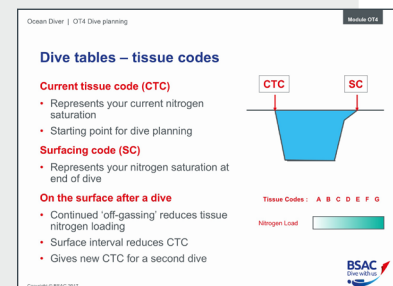 Ocean Diver | OT4 Dive planning
Module OT4
Dive tables – tissue codes
Current tissue code (CTC)
• Represents your current nitrogen
saturation
• Starting point for dive planning
Surfacing code (SC)
• Represents your nitrogen saturation at
end of dive
On the surface after a dive
• Continued 'off-gassing' reduces tissue
nitrogen loading
• Surface interval reduces CTC
• Gives new CTC for a second dive
CTC
SC
Tissue Codes : A B C D E F G
Nitrogen Load
BSAC
Dive with us
Copyright © BSAC 2017